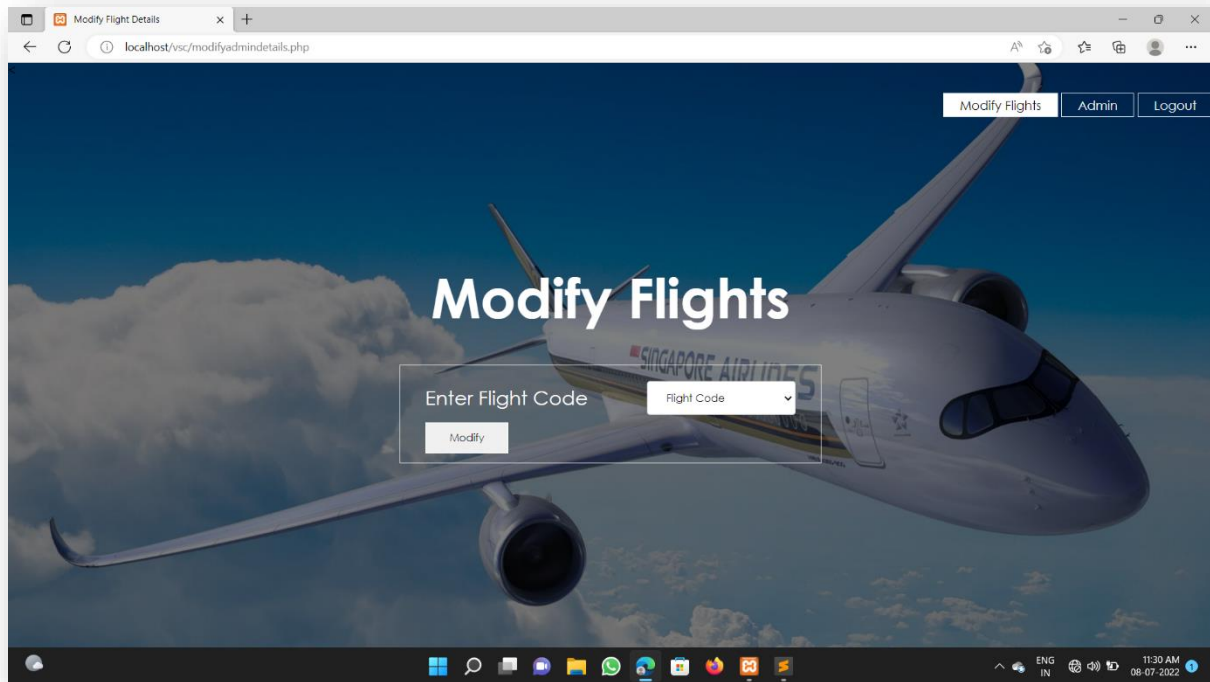 Modify Flight Details
localhost/vsc/modifyadmindetails.php
<
Modify Flights Admin Logout
Modify Flights
SINGAPORE AIRLINES
Enter Flight Code Flight Code
Modify
ENG 11:30 AM
IN 08-07-2022 1